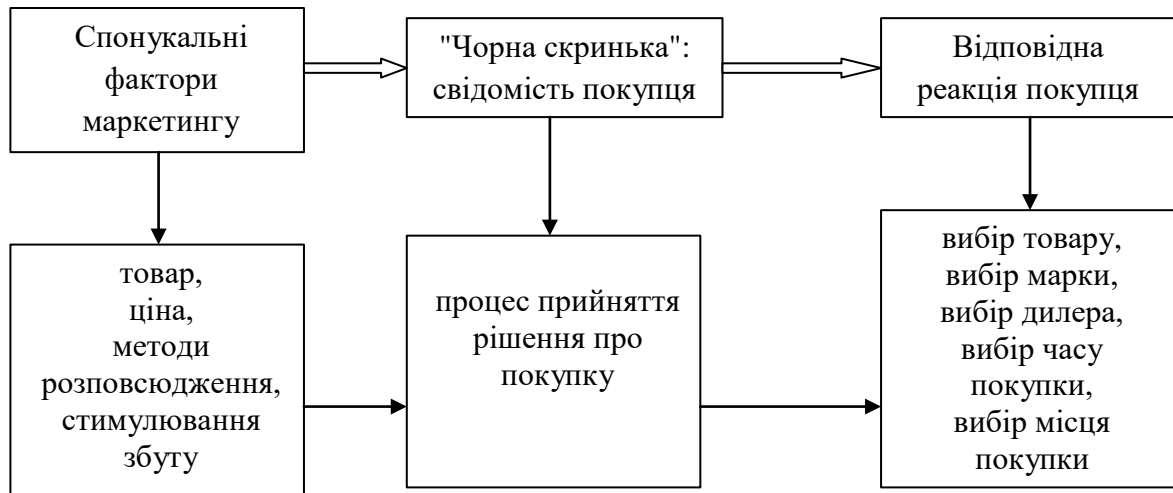 Спонукальні
фактори
маркетингу
"Чорна скринька":
свідомість покупця
Відповідна
реакція покупця
товар,
ціна,
методи
розповсюдження,
стимулювання
збуту
процес прийняття
рішення про
покупку
вибір товару,
вибір марки,
вибір дилера,
вибір часу
покупки,
вибір місця
покупки